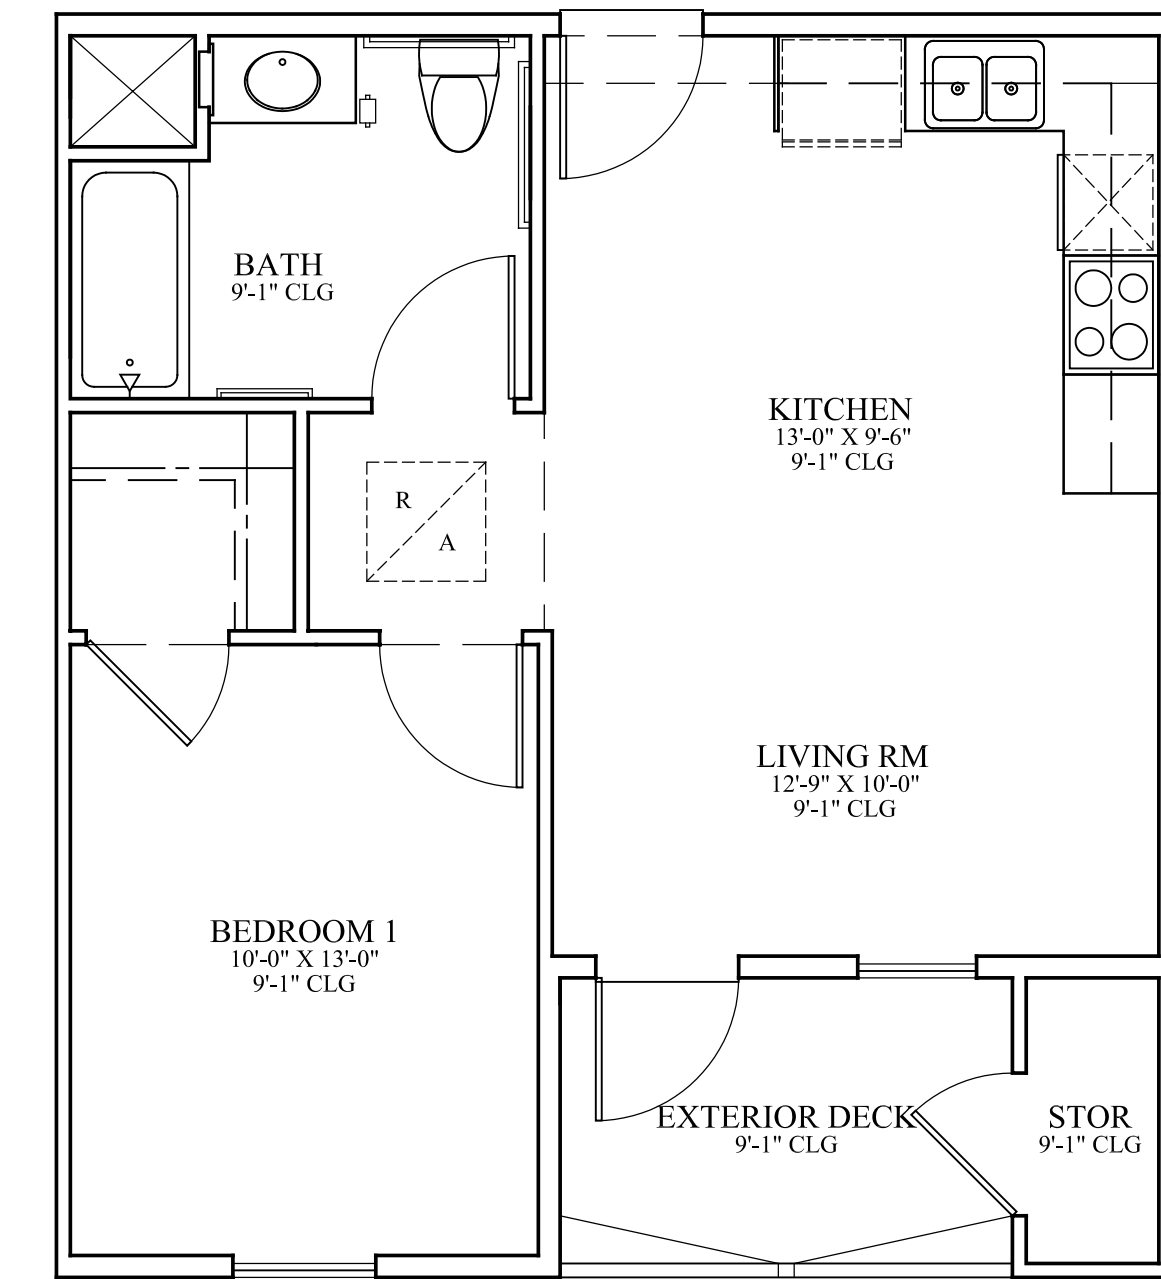 BATH
9'-1" CLG
KITCHEN
13'-0" X 9'-6"
9'-1" CLG
R
A
LIVING RM
12'-9" X 10'-0"
9'-1" CLG
BEDROOM 1
10'-0" X 13'-0"
9'-1" CLG
EXTERIOR DECK
9'-1" CLG
STOR
9'-1" CLG